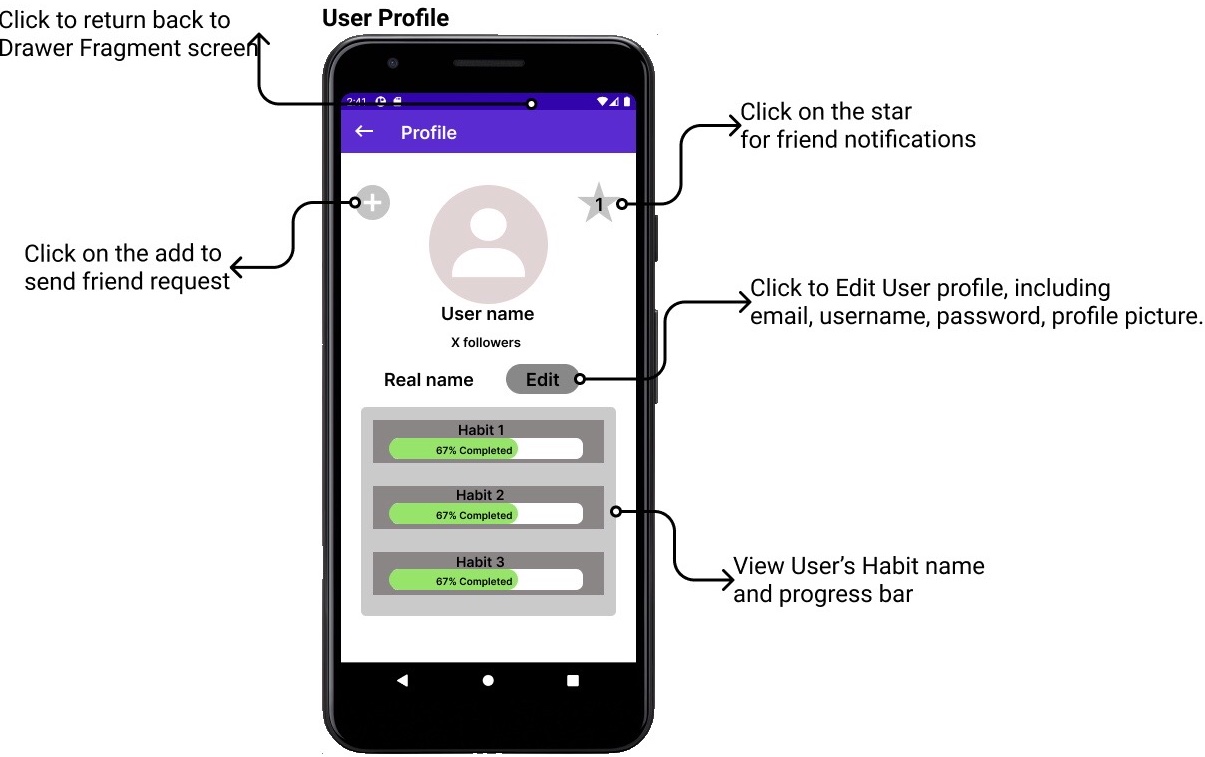 Click to return back to
Drawer Fragment screen
User Profile
2:41
Profile
Click on the star
for friend notifications
1
Click on the add to
send friend request
User name
X followers
Click to Edit User profile, including
email, username, password, profile picture.
Real name
Edit
Habit 1
67% Completed
Habit 2
67% Completed
Habit 3
67% Completed
View User’s Habit name
and progress bar